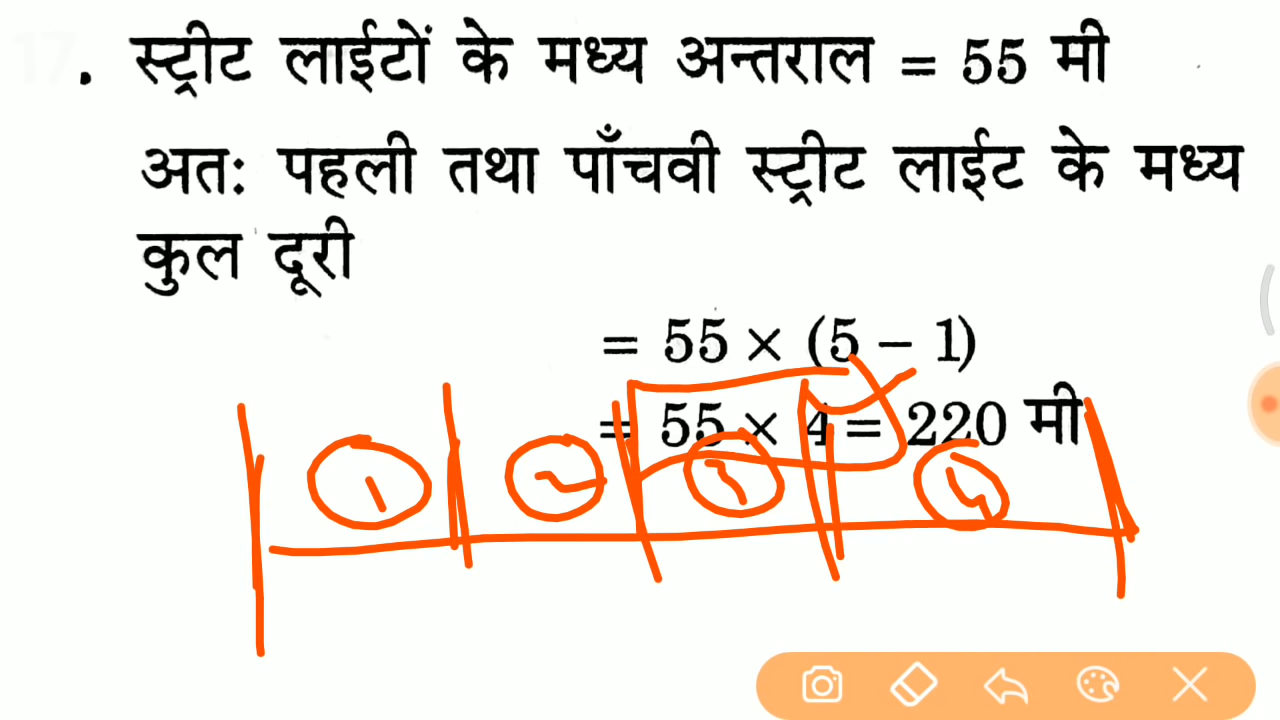 17. स्ट्रीट लाईटों के मध्य अन्तराल = 55 मी
अतः पहली तथा पाँचवी स्ट्रीट लाईट के मध्य
कुल दूरी
= 55 × (5 – 1)
= 55 × 4 = 220 मी
1 2 3 4